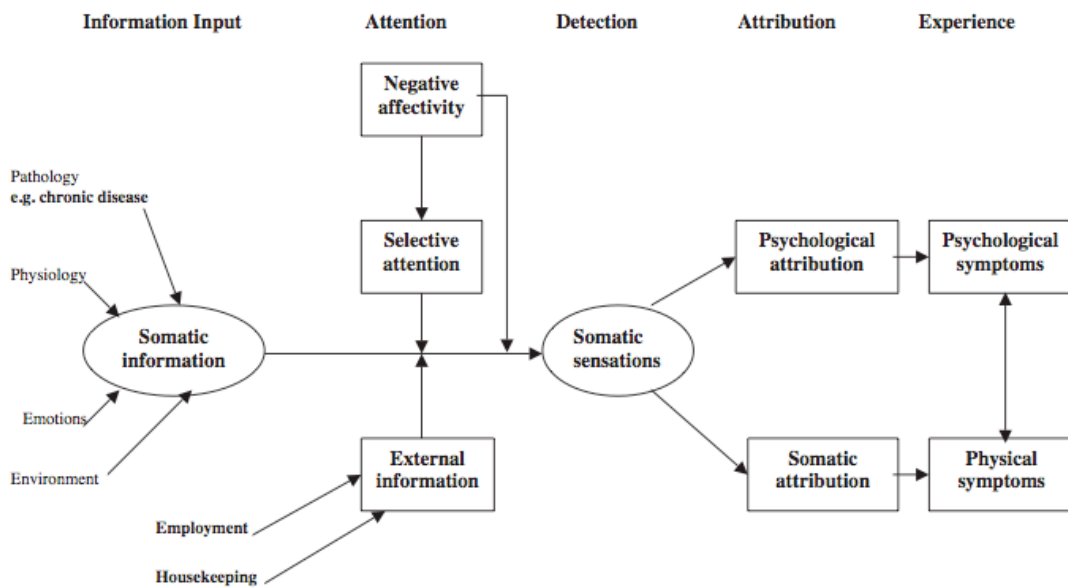 Information Input
Attention
Detection
Attribution
Experience
Negative
affectivity
Pathology
e.g. chronic disease
Selective
attention
Psychological
attribution
Psychological
symptoms
Physiology
Somatic
information
Somatic
sensations
Emotions
Environment
External
information
Somatic
attribution
Physical
symptoms
Employment
Housekeeping